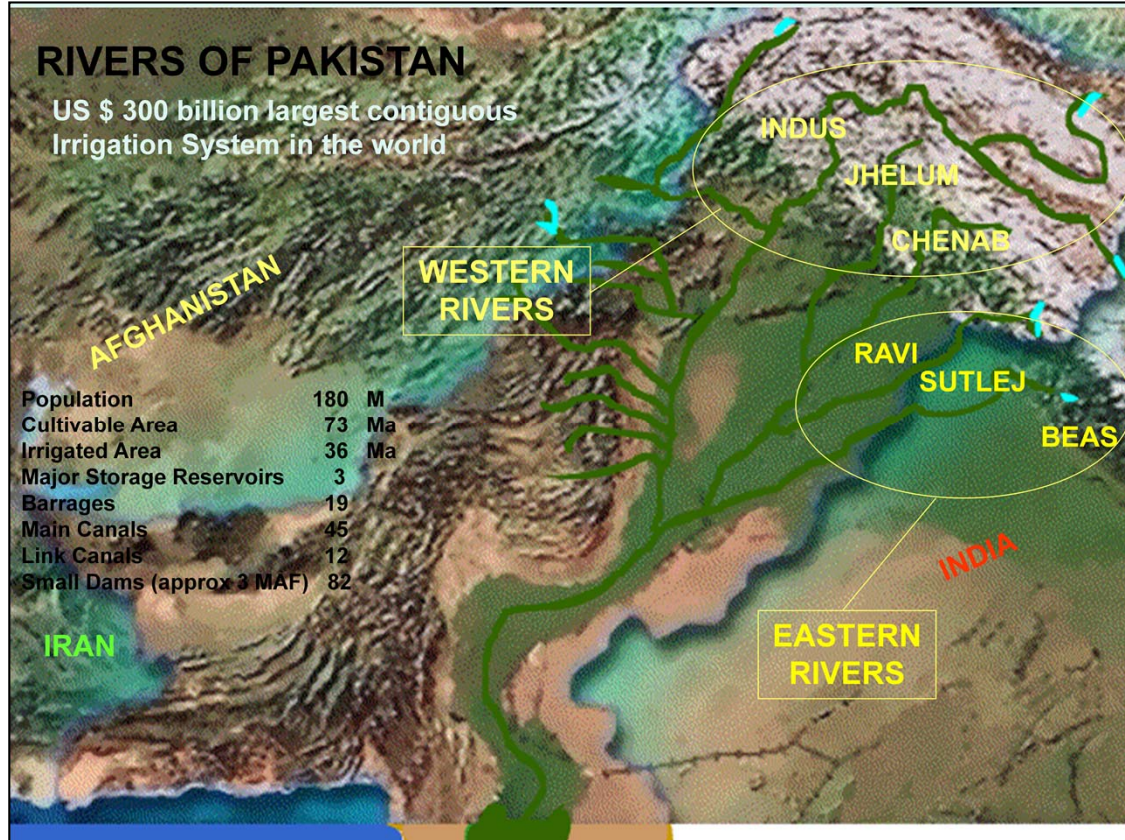 RIVERS OF PAKISTAN
US $ 300 billion largest contiguous
Irrigation System in the world
INDUS
JHELUM
CHENAB
WESTERN
RIVERS
AFGHANISTAN
RAVI
SUTLEJ
BEAS
Population 180 M
Cultivable Area 73 Ma
Irrigated Area 36 Ma
Major Storage Reservoirs 3
Barrages 19
Main Canals 45
Link Canals 12
Small Dams (approx 3 MAF) 82
INDIA
IRAN
EASTERN
RIVERS